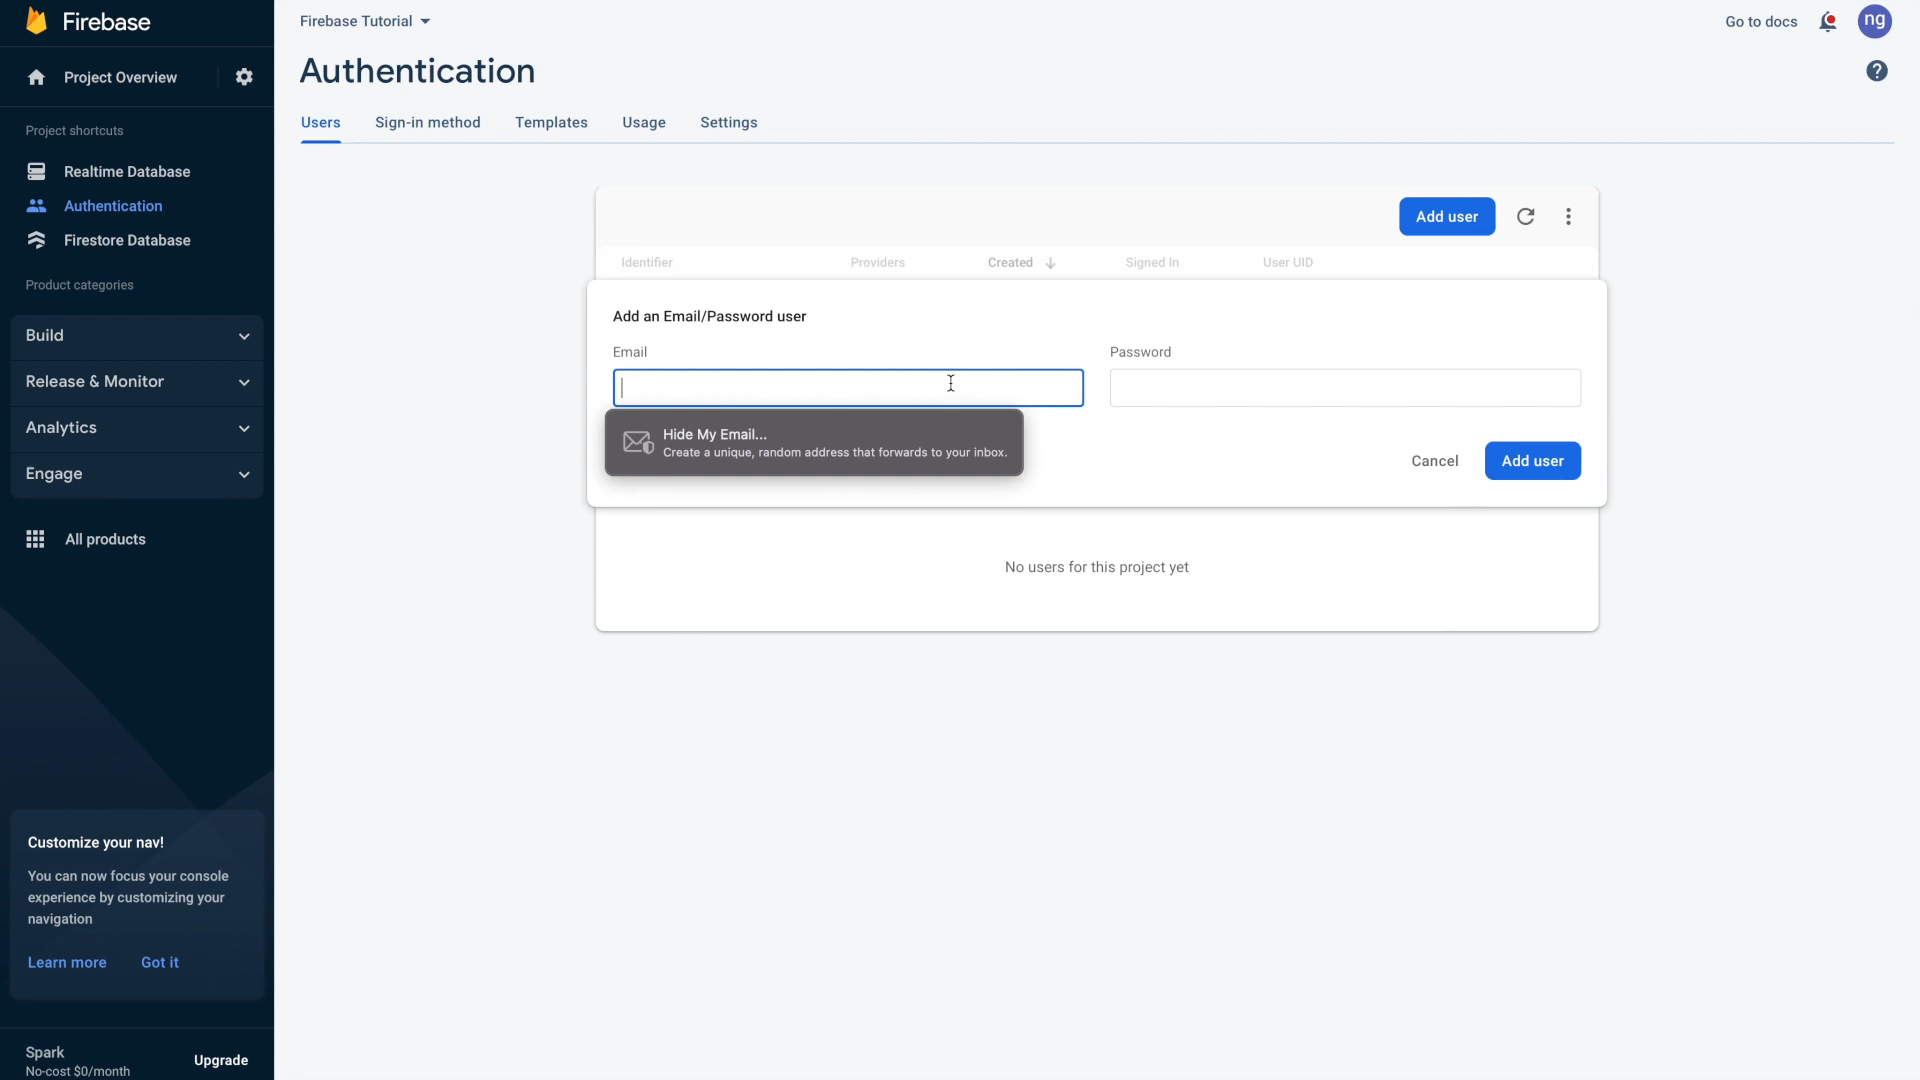 Firebase
Project Overview
Project shortcuts
Realtime Database
Authentication
Firestore Database
Product categories
Build
Release & Monitor
Analytics
Engage
All products
Customize your nav!
You can now focus your console
experience by customizing your
navigation
Learn more Got it
Spark
No-cost $0/month
Upgrade
Firebase Tutorial
Go to docs
ng
Authentication
?
Users Sign-in method Templates Usage Settings
Add user
Identifier Providers Created Signed In User UID
Add an Email/Password user
Email Password
Hide My Email...
Create a unique, random address that forwards to your inbox.
Cancel Add user
No users for this project yet